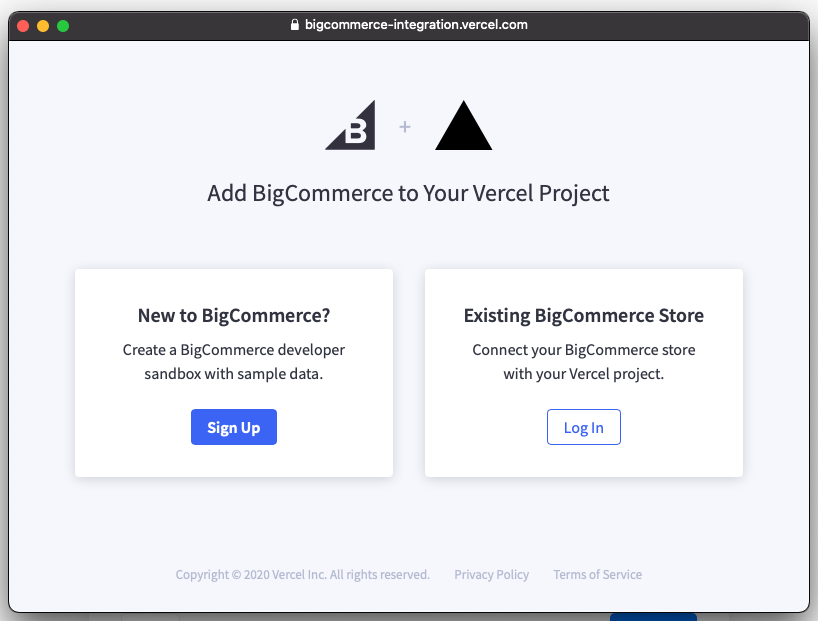 bigcommerce-integration.vercel.com
B
+
Add BigCommerce to Your Vercel Project
New to BigCommerce?
Create a BigCommerce developer
sandbox with sample data.
Sign Up
Existing BigCommerce Store
Connect your BigCommerce store
with your Vercel project.
Log In
Copyright © 2020 Vercel Inc. All rights reserved. Privacy Policy Terms of Service